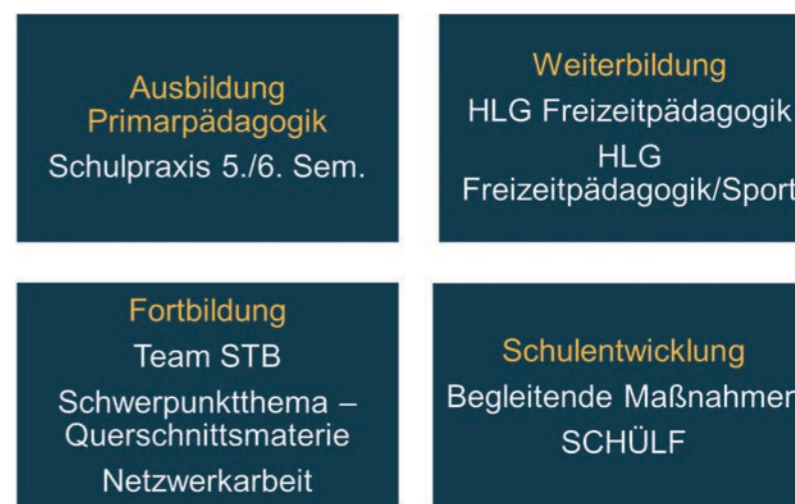 Ausbildung
Primarpädagogik
Schulpraxis 5./6. Sem.
Weiterbildung
HLG Freizeitpädagogik
HLG
Freizeitpädagogik/Sport
Fortbildung
Team STB
Schwerpunktthema –
Querschnittsmaterie
Netzwerkarbeit
Schulentwicklung
Begleitende Maßnahmen
SCHÜLF